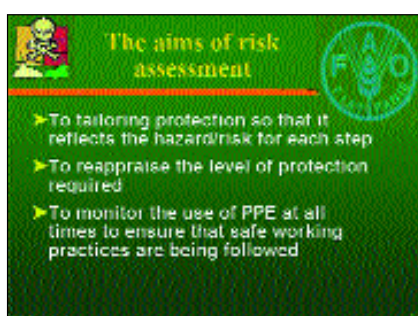 The aims of risk
assessment
FAO
➤To tailoring protection so that it
reflects the hazard/risk for each step
➤To reappraise the level of protection
required
➤To monitor the use of PPE at all
times to ensure that safe working
practices are being followed